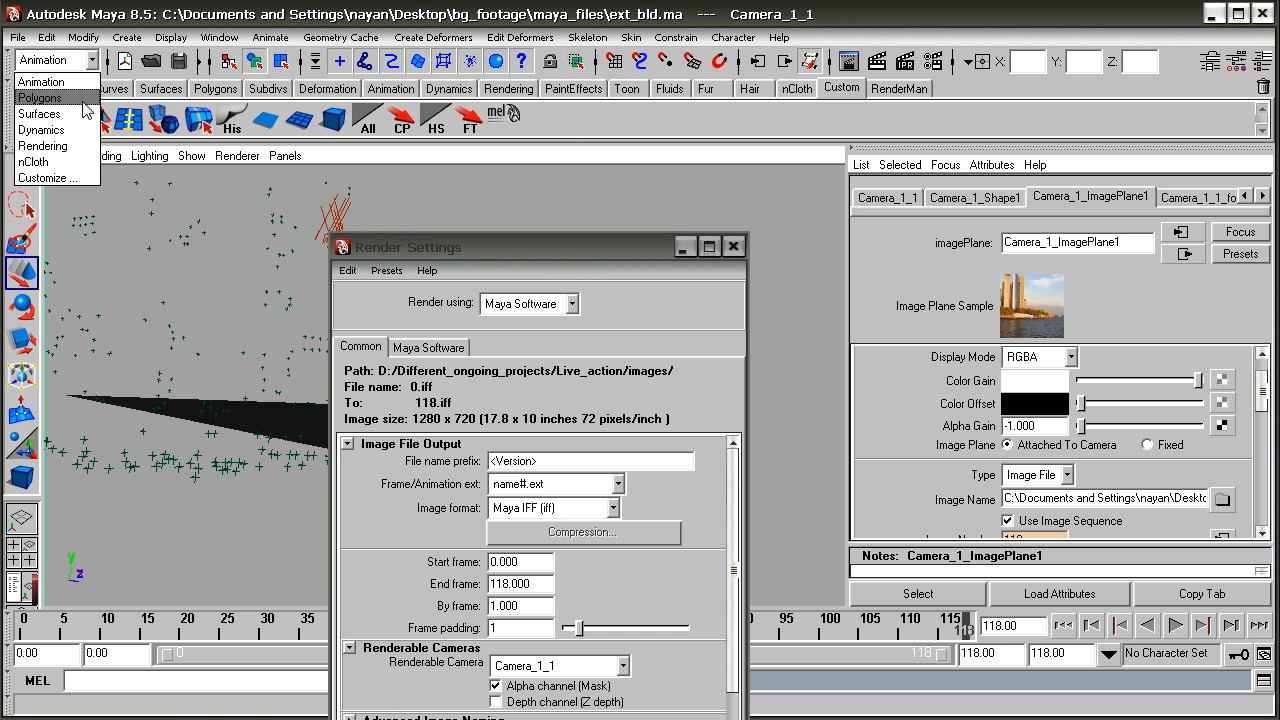 Autodesk Maya 8.5: C:\Documents and Settings\nayan\Desktop\bg_footage\maya_files\ext_bld.ma --- Camera_1_1
File Edit Modify Create Display Window Animate Geometry Cache Create Deformers Edit Deformers Skeleton Skin Constrain Character Help
Animation
X: Y: Z:
Animation
Polygons
Surfaces
Dynamics
Rendering
nCloth
Customize ...
urves Surfaces Polygons Subdivs Deformation Animation Dynamics Rendering PaintEffects Toon Fluids Fur Hair nCloth Custom RenderMan
His All CP HS FT mel
ding Lighting Show Renderer Panels
List Selected Focus Attributes Help
Camera_1_1 Camera_1_Shape1 Camera_1_ImagePlane1 Camera_1_1_fo
imagePlane: Camera_1_ImagePlane1
Focus
Presets
Image Plane Sample
Display Mode RGBA
Color Gain
Color Offset
Alpha Gain -1.000
Image Plane Attached To Camera Fixed
Type Image File
Image Name C:\Documents and Settings\nayan\Deskto
Use Image Sequence
Notes: Camera_1_ImagePlane1
Select Load Attributes Copy Tab
Render Settings
Edit Presets Help
Render using: Maya Software
Common Maya Software
Path: D:/Different_ongoing_projects/Live_action/images/
File name: 0.iff
To: 118.iff
Image size: 1280 x 720 (17.8 x 10 inches 72 pixels/inch )
Image File Output
File name prefix: <Version>
Frame/Animation ext: name#.ext
Image format: Maya IFF (iff)
Compression...
Start frame: 0.000
End frame: 118.000
By frame: 1.000
Frame padding: 1
Renderable Cameras
Renderable Camera Camera_1_1
Alpha channel (Mask)
Depth channel (Z depth)
y
z
0 5 10 15 20 25 30 35 95 100 105 110 115 118 118.00
0.00 0.00 0 118 118.00 118.00 No Character Set
MEL